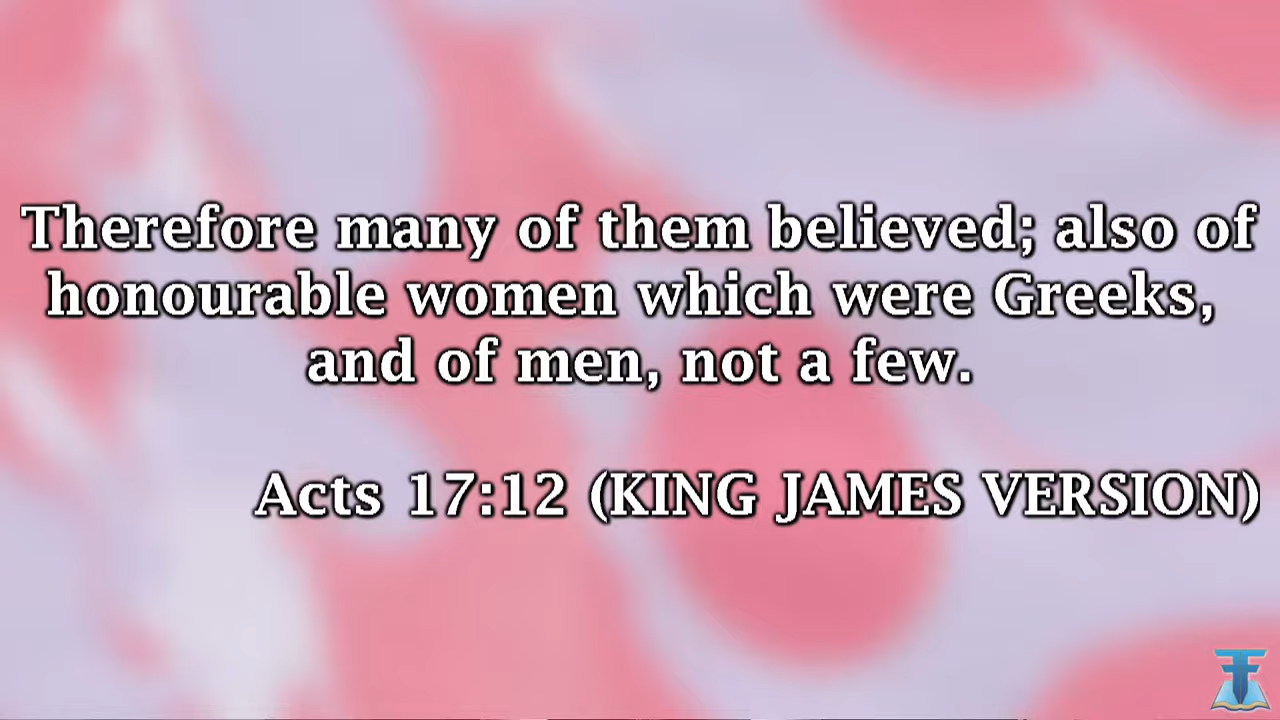 Therefore many of them believed; also of
honourable women which were Greeks,
and of men, not a few.
Acts 17:12 (KING JAMES VERSION)